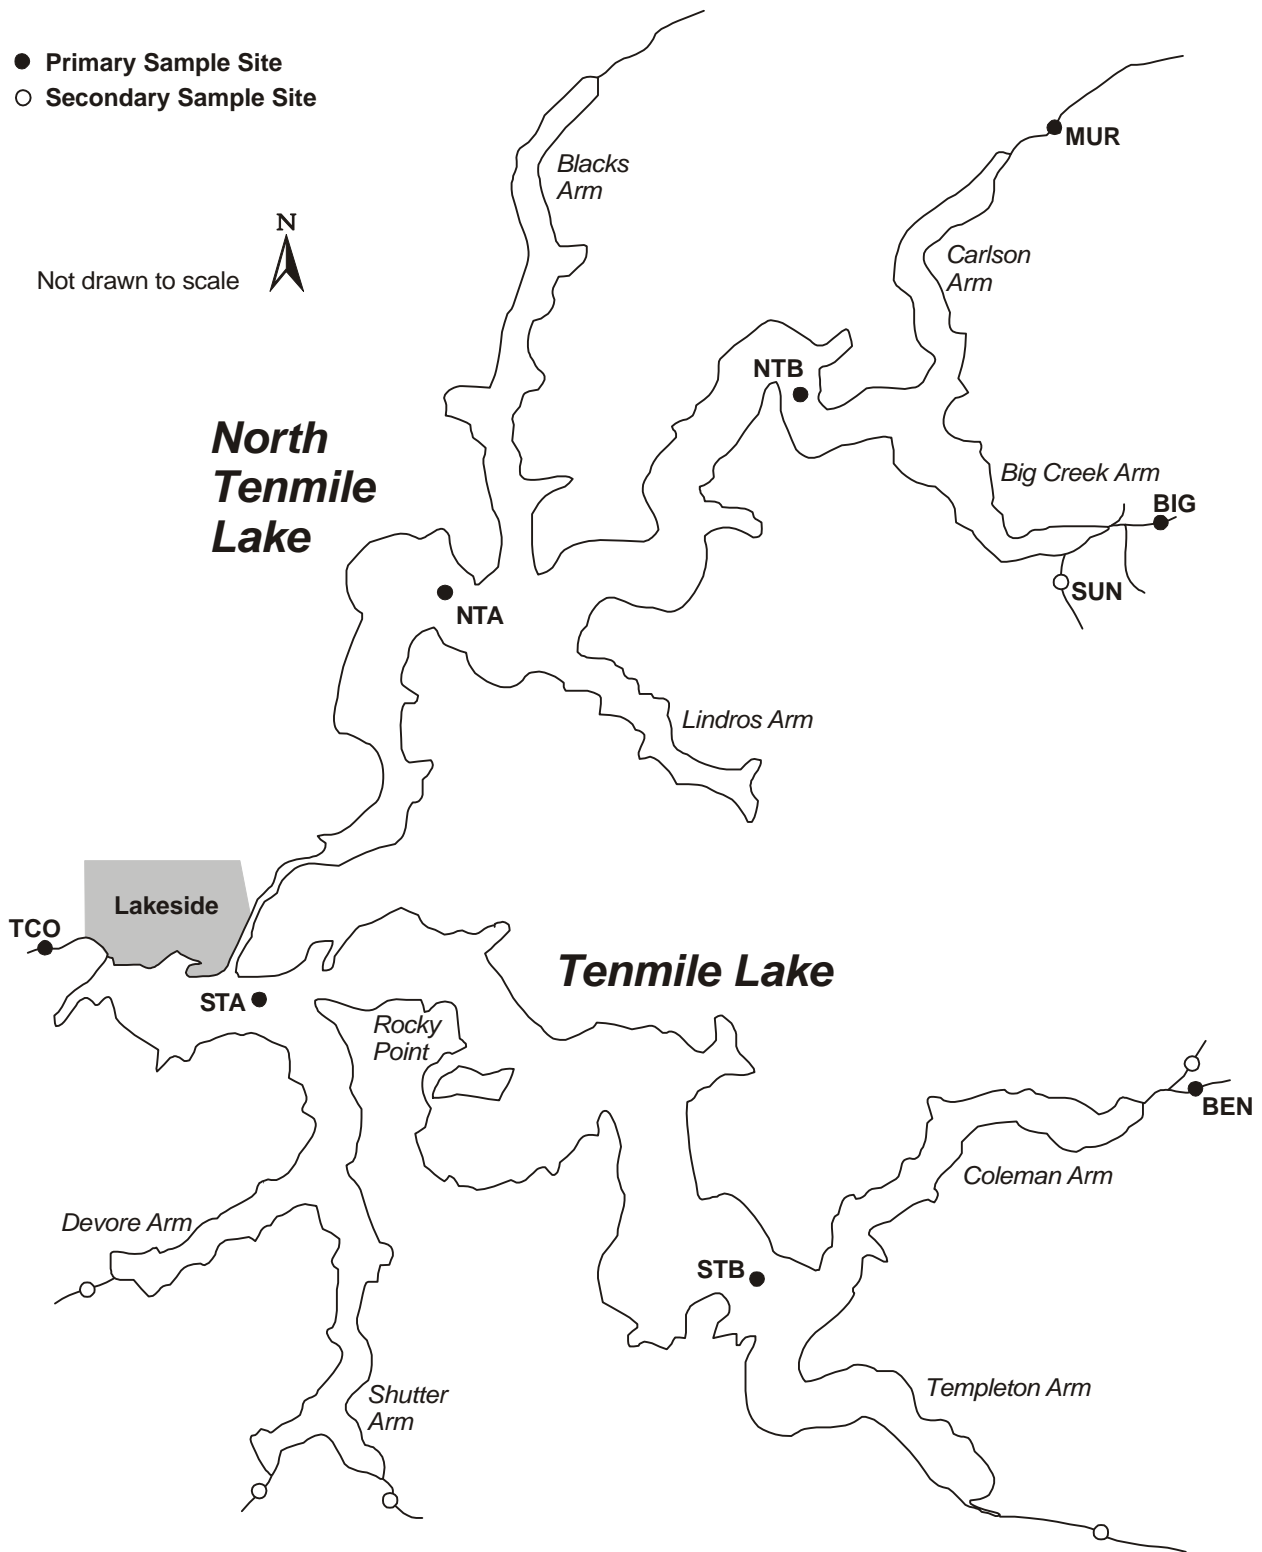 Primary Sample Site
Secondary Sample Site
MUR
Blacks
Arm
N
Not drawn to scale
Carlson
Arm
NTB
North
Tenmile
Lake
Big Creek Arm
BIG
SUN
NTA
Lindros Arm
Lakeside
TCO
Tenmile Lake
STA
Rocky
Point
BEN
Coleman Arm
Devore Arm
STB
Templeton Arm
Shutter
Arm